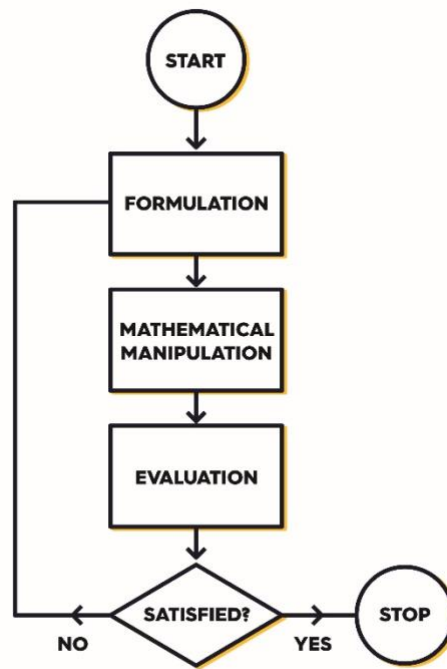 START
FORMULATION
MATHEMATICAL
MANIPULATION
EVALUATION
SATISFIED?
STOP
NO
YES